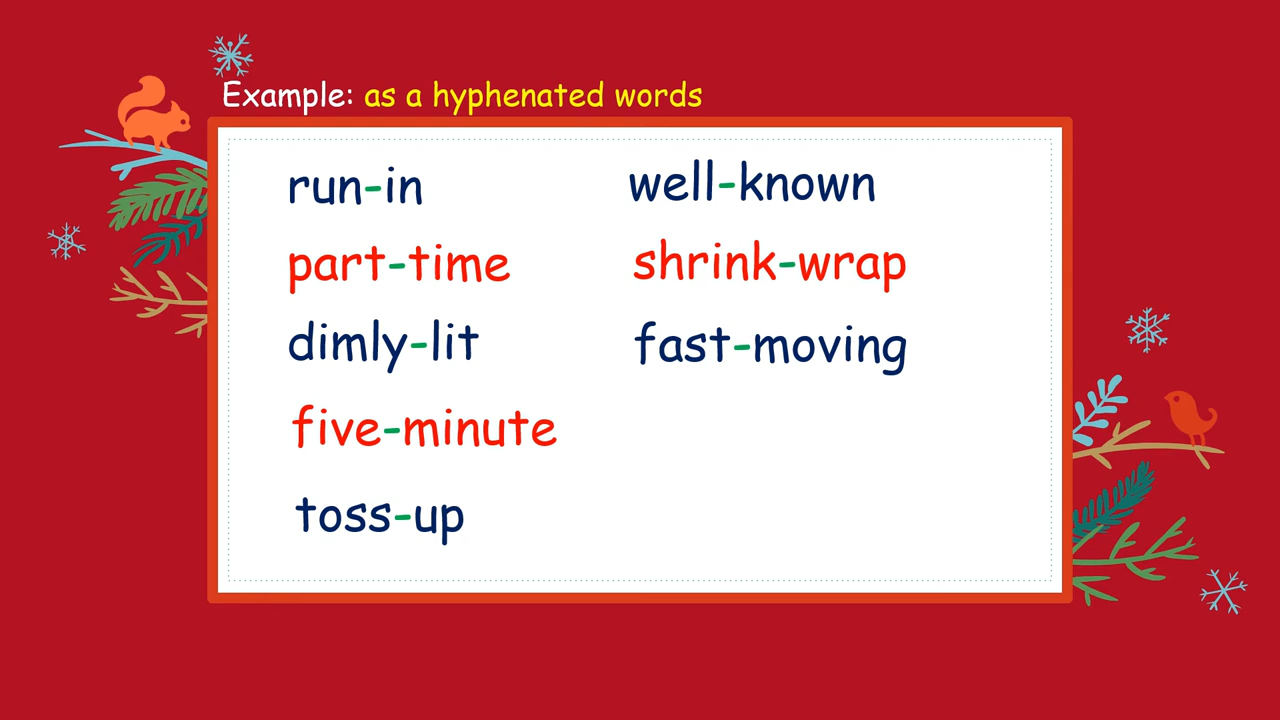 Example: as a hyphenated words
run-in
part-time
dimly-lit
five-minute
toss-up
well-known
shrink-wrap
fast-moving